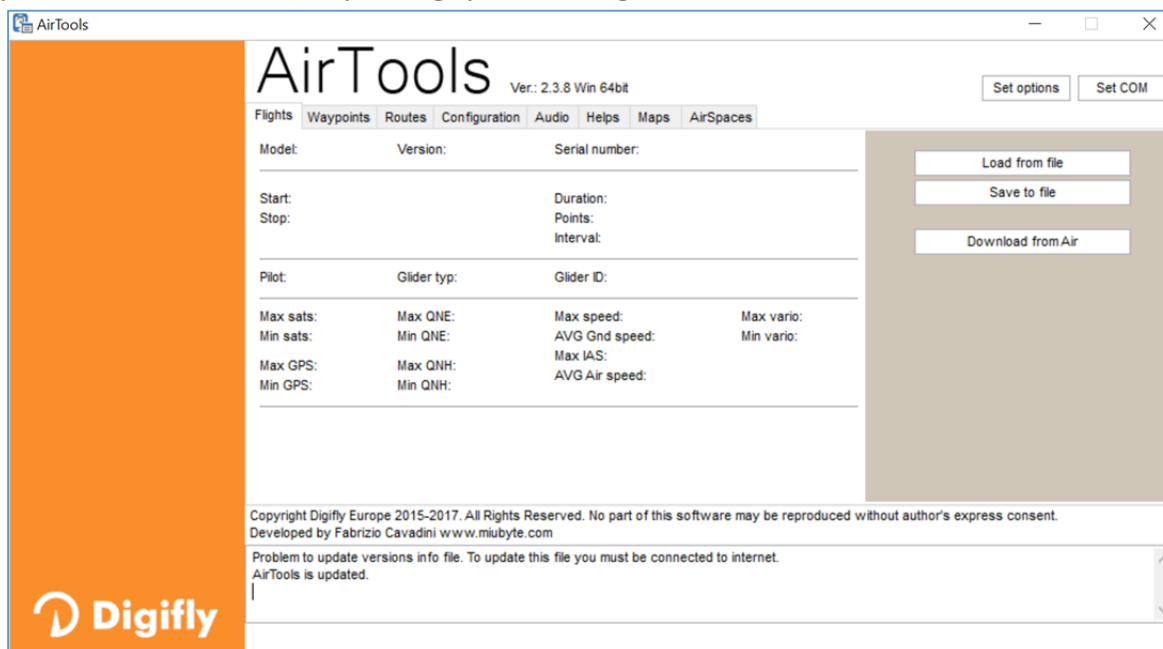 AirTools
AirTools Ver.: 2.3.8 Win 64bit
Set options Set COM
Flights Waypoints Routes Configuration Audio Helps Maps AirSpaces
Model: Version: Serial number:
Load from file
Save to file
Start: Duration:
Stop: Points:
Interval:
Download from Air
Pilot: Glider typ: Glider ID:
Max sats: Max QNE: Max speed: Max vario:
Min sats: Min QNE: AVG Gnd speed: Min vario:
Max IAS:
Max GPS: Max QNH:
AVG Air speed:
Min GPS: Min QNH:
Copyright Digifly Europe 2015-2017. All Rights Reserved. No part of this software may be reproduced without author's express consent.
Developed by Fabrizio Cavadini www.miubyte.com
Problem to update versions info file. To update this file you must be connected to internet.
AirTools is updated.
Digifly